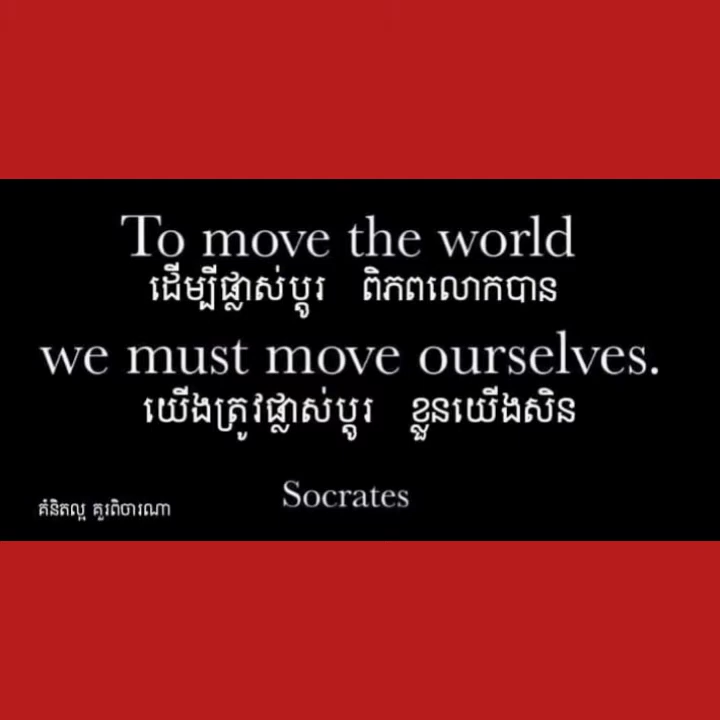 To move the world
ដើម្បីផ្លាស់ប្ដូរ ពិភពលោកបាន
we must move ourselves.
យើងត្រូវផ្លាស់ប្ដូរ ខ្លួនយើងសិន
Socrates
គំនិតល្អ គួរពិចារណា